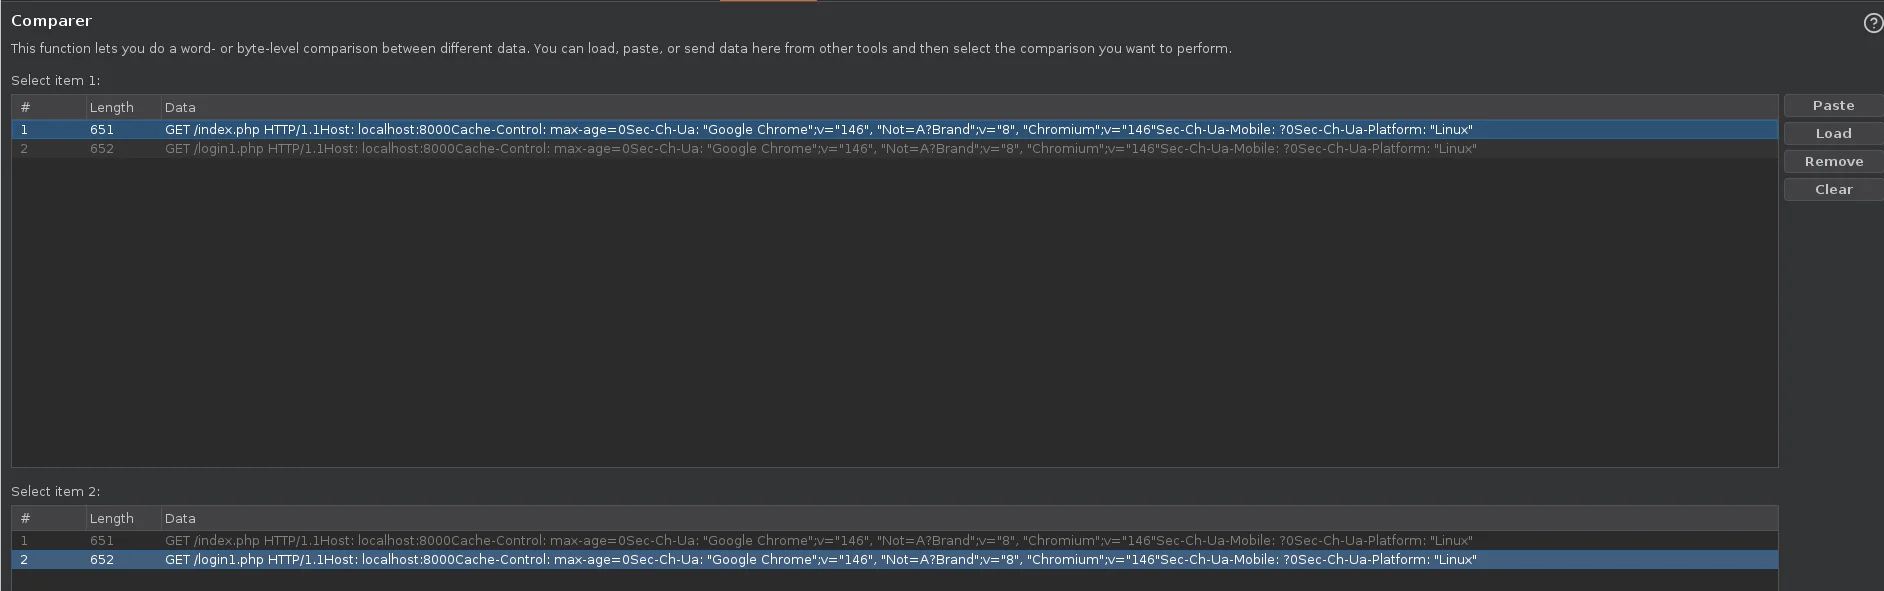 Comparer
?
This function lets you do a word- or byte-level comparison between different data. You can load, paste, or send data here from other tools and then select the comparison you want to perform.
Select item 1:
# Length Data
1 651 GET /index.php HTTP/1.1Host: localhost:8000Cache-Control: max-age=0Sec-Ch-Ua: "Google Chrome";v="146", "Not=A?Brand";v="8", "Chromium";v="146"Sec-Ch-Ua-Mobile: ?0Sec-Ch-Ua-Platform: "Linux"
2 652 GET /login1.php HTTP/1.1Host: localhost:8000Cache-Control: max-age=0Sec-Ch-Ua: "Google Chrome";v="146", "Not=A?Brand";v="8", "Chromium";v="146"Sec-Ch-Ua-Mobile: ?0Sec-Ch-Ua-Platform: "Linux"
Paste
Load
Remove
Clear
Select item 2:
# Length Data
1 651 GET /index.php HTTP/1.1Host: localhost:8000Cache-Control: max-age=0Sec-Ch-Ua: "Google Chrome";v="146", "Not=A?Brand";v="8", "Chromium";v="146"Sec-Ch-Ua-Mobile: ?0Sec-Ch-Ua-Platform: "Linux"
2 652 GET /login1.php HTTP/1.1Host: localhost:8000Cache-Control: max-age=0Sec-Ch-Ua: "Google Chrome";v="146", "Not=A?Brand";v="8", "Chromium";v="146"Sec-Ch-Ua-Mobile: ?0Sec-Ch-Ua-Platform: "Linux"